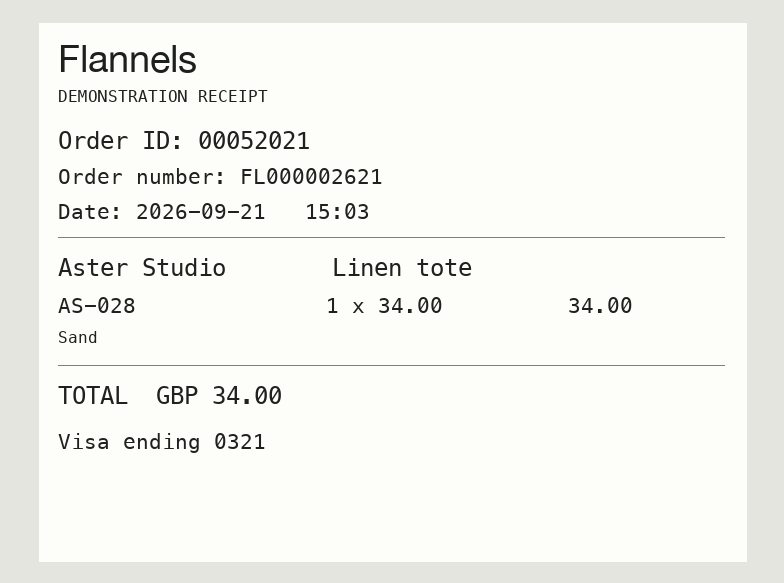 Flannels
DEMONSTRATION RECEIPT
Order ID: 00052021
Order number: FL000002621
Date: 2026-09-21 15:03
Aster Studio Linen tote
AS-028 1 x 34.00 34.00
Sand
TOTAL GBP 34.00
Visa ending 0321